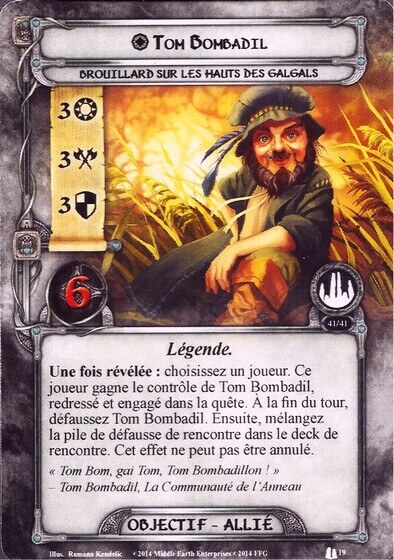 Tom Bombadil
Brouillard sur les Hauts des Galgals
3
3
3
6
41/41
Légende.
Une fois révélée : choisissez un joueur. Ce
joueur gagne le contrôle de Tom Bombadil,
redressé et engagé dans la quête. À la fin du tour,
défaussez Tom Bombadil. Ensuite, mélangez
la pile de défausse de rencontre dans le deck de
rencontre. Cet effet ne peut pas être annulé.
« Tom Bom, gai Tom, Tom Bombadillon ! »
– Tom Bombadil, La Communauté de l'Anneau
Objectif - Allié
Illus. Romana Kendelic ©2014 Middle Earth Enterprises ©2014 FFG
19